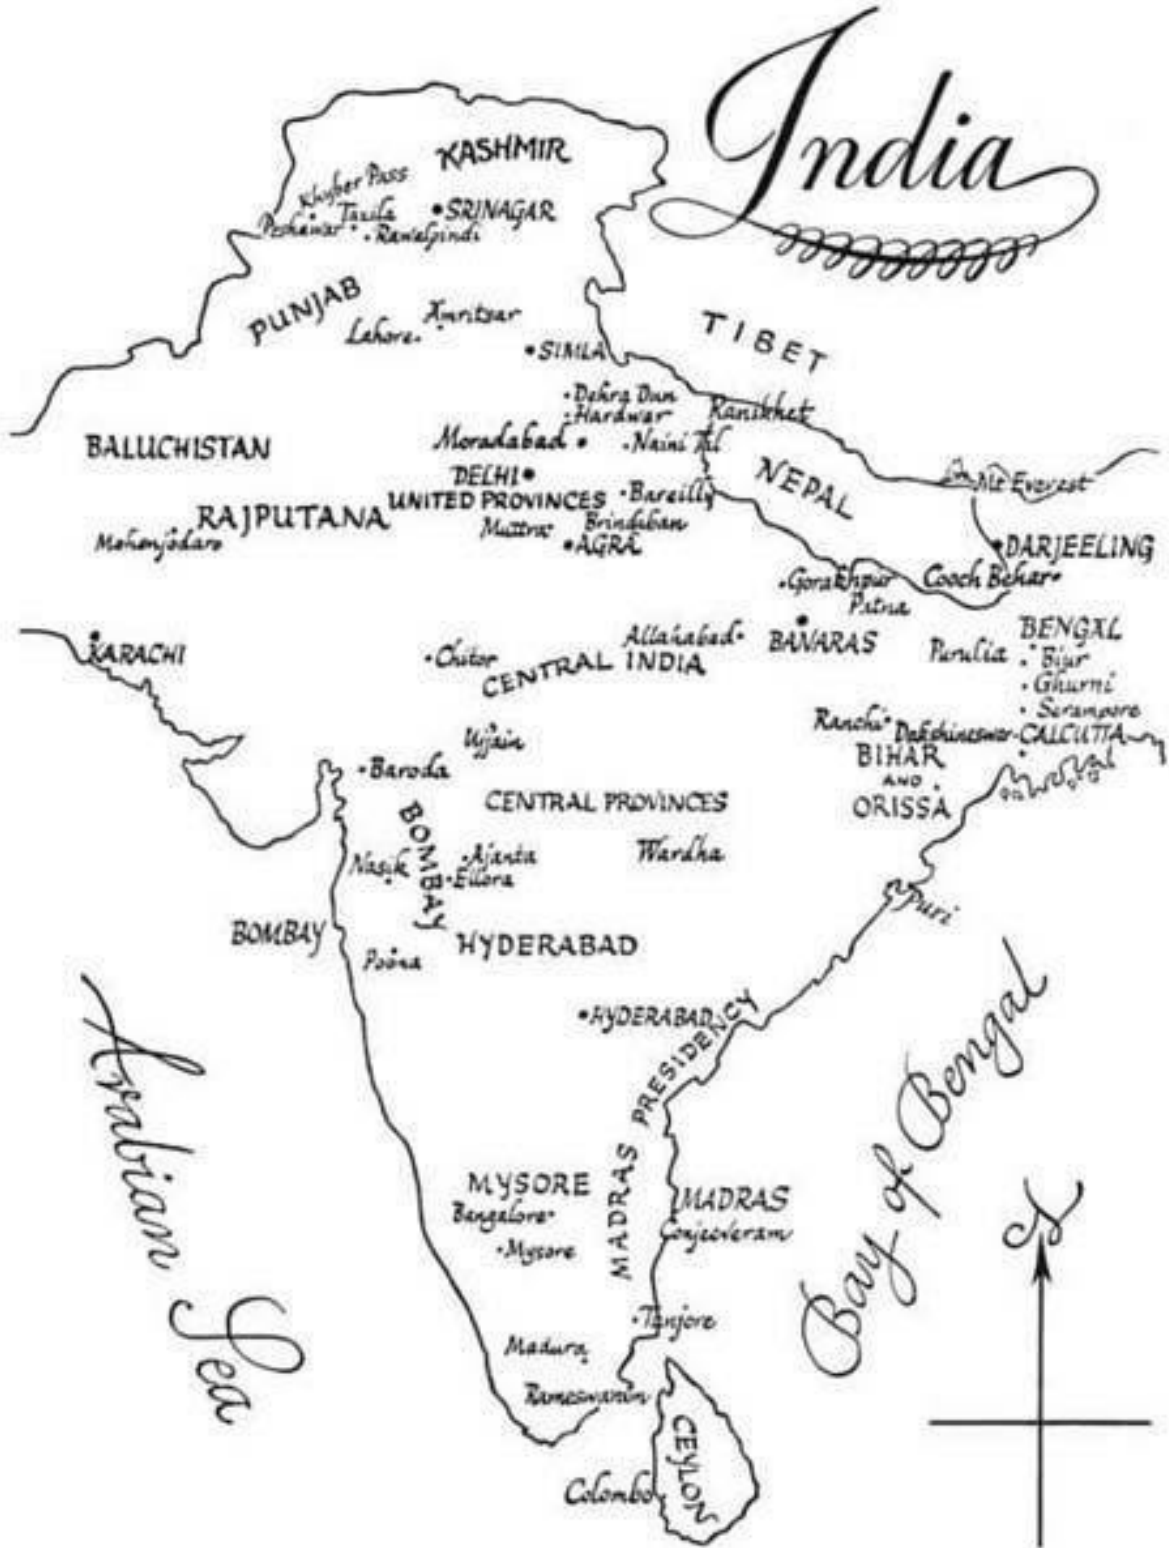 India
KASHMIR
Khyber Pass
Taxila
SRINAGAR
Peshawar
Rawalpindi
PUNJAB
Amritsar
Lahore
SIMLA
TIBET
Dehra Dun
Hardwar
Ranikhet
BALUCHISTAN
Moradabad
Naini Tal
DELHI
NEPAL
Mt Everest
UNITED PROVINCES
Bareilly
RAJPUTANA
Muttra
Brindaban
Mohenjodaro
AGRA
DARJEELING
Gorakhpur
Cooch Behar
Patna
KARACHI
Allahabad
BANARAS
BENGAL
Chitor
CENTRAL INDIA
Purulia
Bijur
Ghurni
Serampore
Ranchi
Dakshineswar
CALCUTTA
Ujjain
BIHAR
AND
ORISSA
Baroda
CENTRAL PROVINCES
BOMBAY
Nasik
Ajanta
Ellora
Wardha
Puri
BOMBAY
Poona
HYDERABAD
HYDERABAD
MADRAS PRESIDENCY
Arabian Sea
Bay of Bengal
MYSORE
Bangalore
Mysore
MADRAS
Conjeeveram
N
Tanjore
Madura
Rameswarim
CEYLON
Colombo